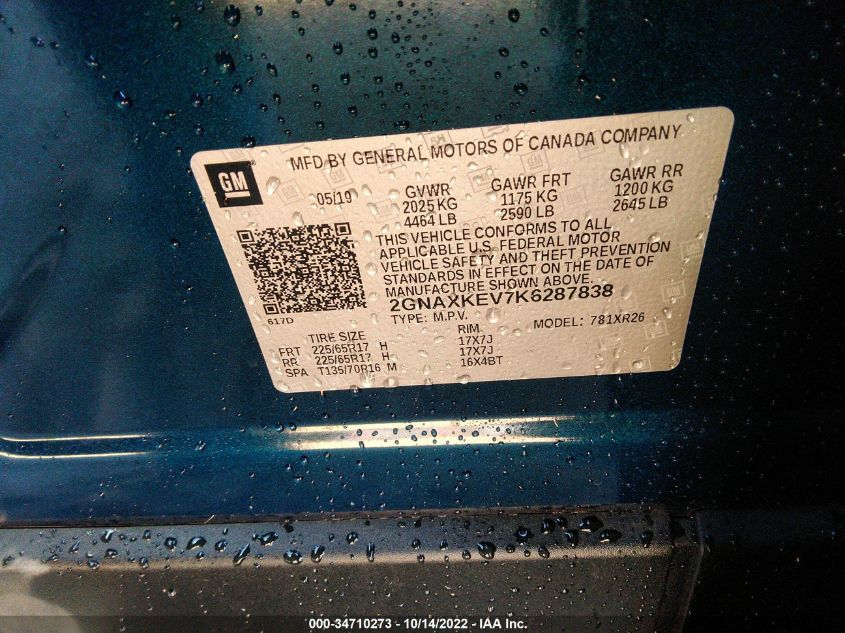 GM
MFD BY GENERAL MOTORS OF CANADA COMPANY
05/19 GVWR GAWR FRT GAWR RR
2025 KG 1175 KG 1200 KG
4464 LB 2590 LB 2645 LB
THIS VEHICLE CONFORMS TO ALL
APPLICABLE U.S. FEDERAL MOTOR
VEHICLE SAFETY AND THEFT PREVENTION
STANDARDS IN EFFECT ON THE DATE OF
MANUFACTURE SHOWN ABOVE.
2GNAXKEV7K6287838
617D
TYPE: M.P.V. MODEL: 781XR26
TIRE SIZE RIM
FRT 225/65R17 H 17X7J
RR 225/65R17 H 17X7J
SPA T135/70R16 M 16X4BT
000-34710273 - 10/14/2022 - IAA Inc.